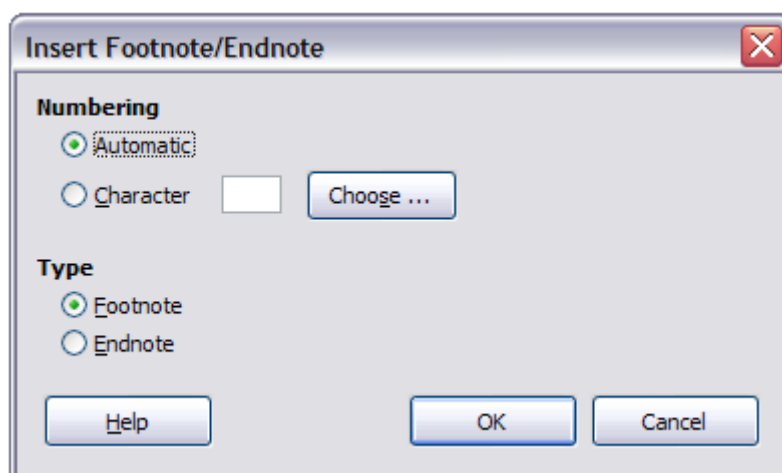 Insert Footnote/Endnote
Numbering
Automatic
Character Choose ...
Type
Footnote
Endnote
Help OK Cancel